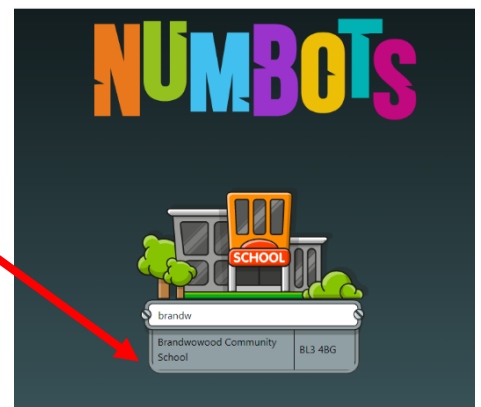 NUMBOTS
SCHOOL
brandw
Brandwowood Community BL3 4BG
School